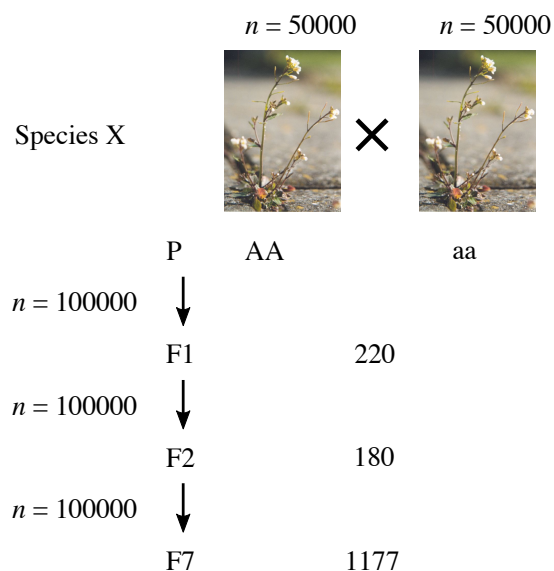 n = 50000 n = 50000
Species X
P AA aa
n = 100000
F1 220
n = 100000
F2 180
n = 100000
F7 1177